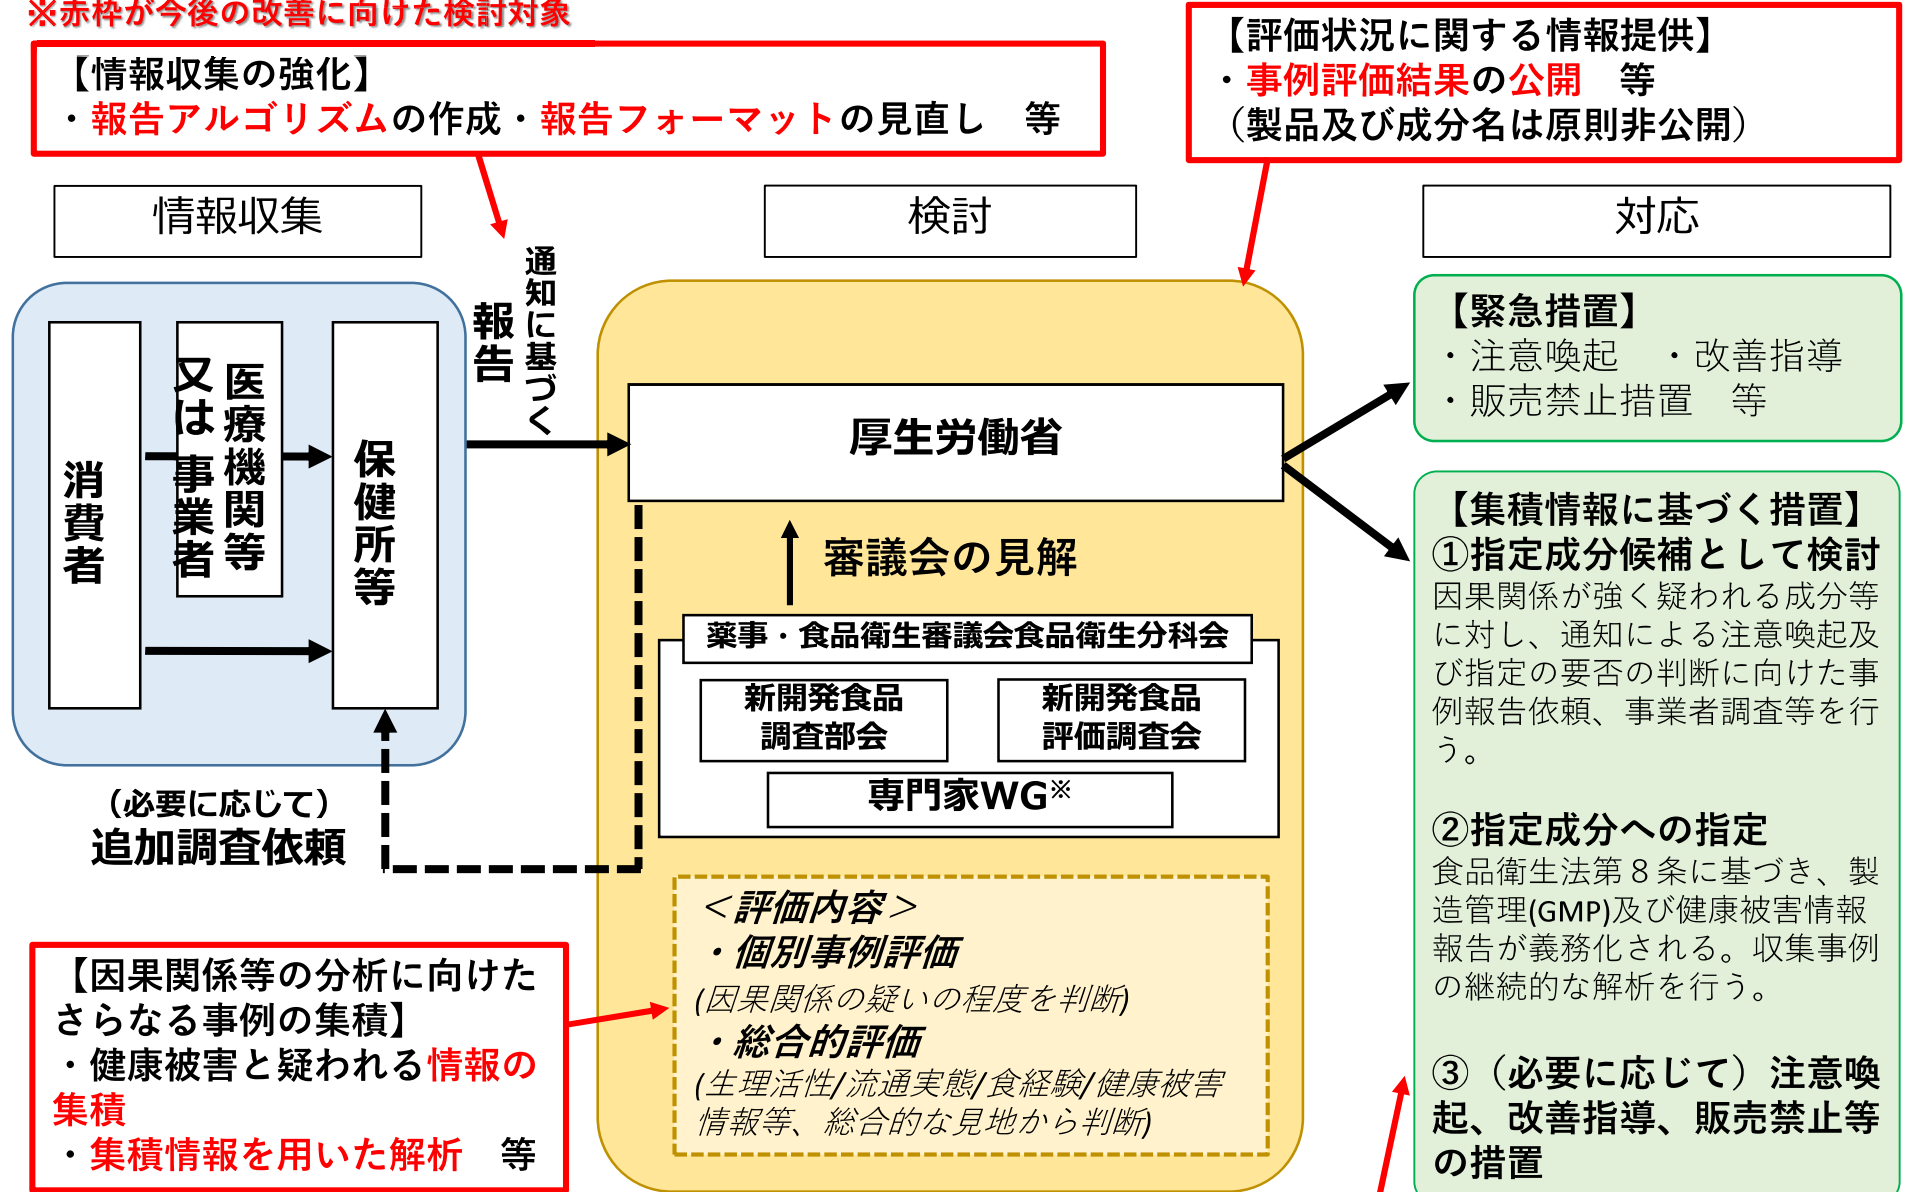 ※赤枠が今後の改善に向けた検討対象
【情報収集の強化】
・報告アルゴリズムの作成・報告フォーマットの見直し　等
【評価状況に関する情報提供】
・事例評価結果の公開　等
（製品及び成分名は原則非公開）
情報収集
検討
対応
消費者
医療機関等
又は事業者
保健所等
通知に基づく
報告
（必要に応じて）
追加調査依頼
厚生労働省
審議会の見解
薬事・食品衛生審議会食品衛生分科会
新開発食品
調査部会
新開発食品
評価調査会
専門家WG※
＜評価内容＞
・個別事例評価
(因果関係の疑いの程度を判断)
・総合的評価
(生理活性/流通実態/食経験/健康被害
情報等、総合的な見地から判断)
【因果関係等の分析に向けた
さらなる事例の集積】
・健康被害と疑われる情報の
集積
・集積情報を用いた解析　等
【緊急措置】
・注意喚起　・改善指導
・販売禁止措置　等
【集積情報に基づく措置】
①指定成分候補として検討
因果関係が強く疑われる成分等
に対し、通知による注意喚起及
び指定の要否の判断に向けた事
例報告依頼、事業者調査等を行
う。
②指定成分への指定
食品衛生法第８条に基づき、製
造管理(GMP)及び健康被害情報
報告が義務化される。収集事例
の継続的な解析を行う。
③（必要に応じて）注意喚
起、改善指導、販売禁止等
の措置